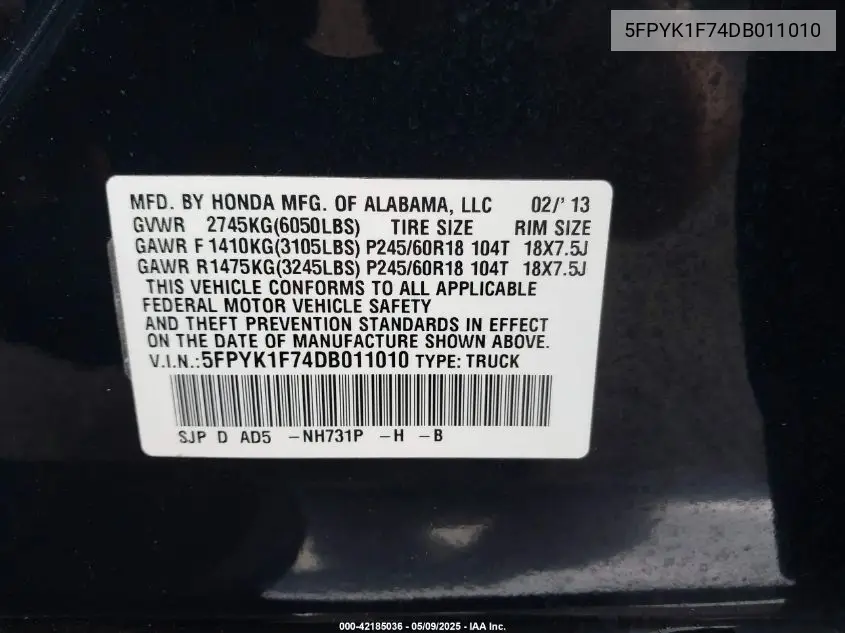 5FPYK1F74DB011010
MFD. BY HONDA MFG. OF ALABAMA, LLC 02/'13
GVWR 2745KG(6050LBS) TIRE SIZE RIM SIZE
GAWR F1410KG(3105LBS) P245/60R18 104T 18X7.5J
GAWR R1475KG(3245LBS) P245/60R18 104T 18X7.5J
THIS VEHICLE CONFORMS TO ALL APPLICABLE
FEDERAL MOTOR VEHICLE SAFETY
AND THEFT PREVENTION STANDARDS IN EFFECT
ON THE DATE OF MANUFACTURE SHOWN ABOVE.
V.I.N.:5FPYK1F74DB011010 TYPE: TRUCK
SJP D AD5 -NH731P -H -B
000-42185036 - 05/09/2025 - IAA Inc.